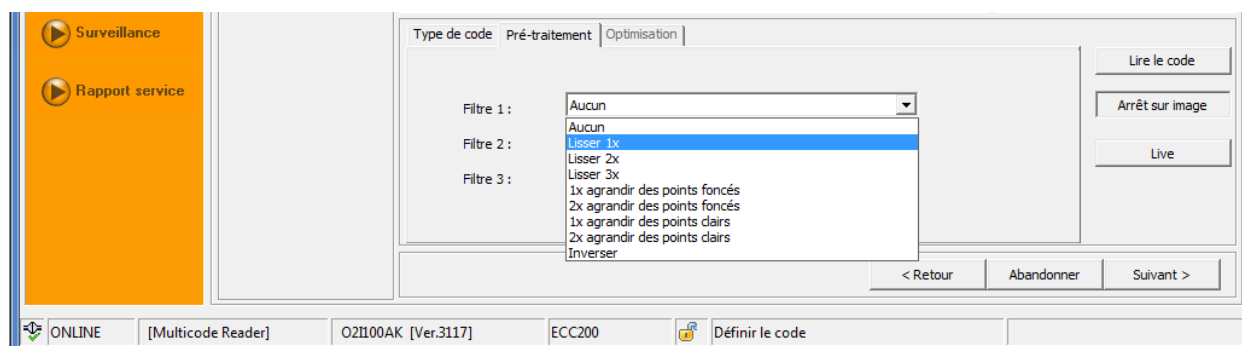 Surveillance
Rapport service
Type de code Pré-traitement Optimisation
Lire le code
Filtre 1 : Aucun
Arrêt sur image
Aucun
Filtre 2 : Lisser 1x
Live
Lisser 2x
Filtre 3 : Lisser 3x
1x agrandir des points foncés
2x agrandir des points foncés
1x agrandir des points clairs
2x agrandir des points clairs
Inverser
< Retour Abandonner Suivant >
ONLINE [Multicode Reader] O2I100AK [Ver.3117] ECC200 Définir le code